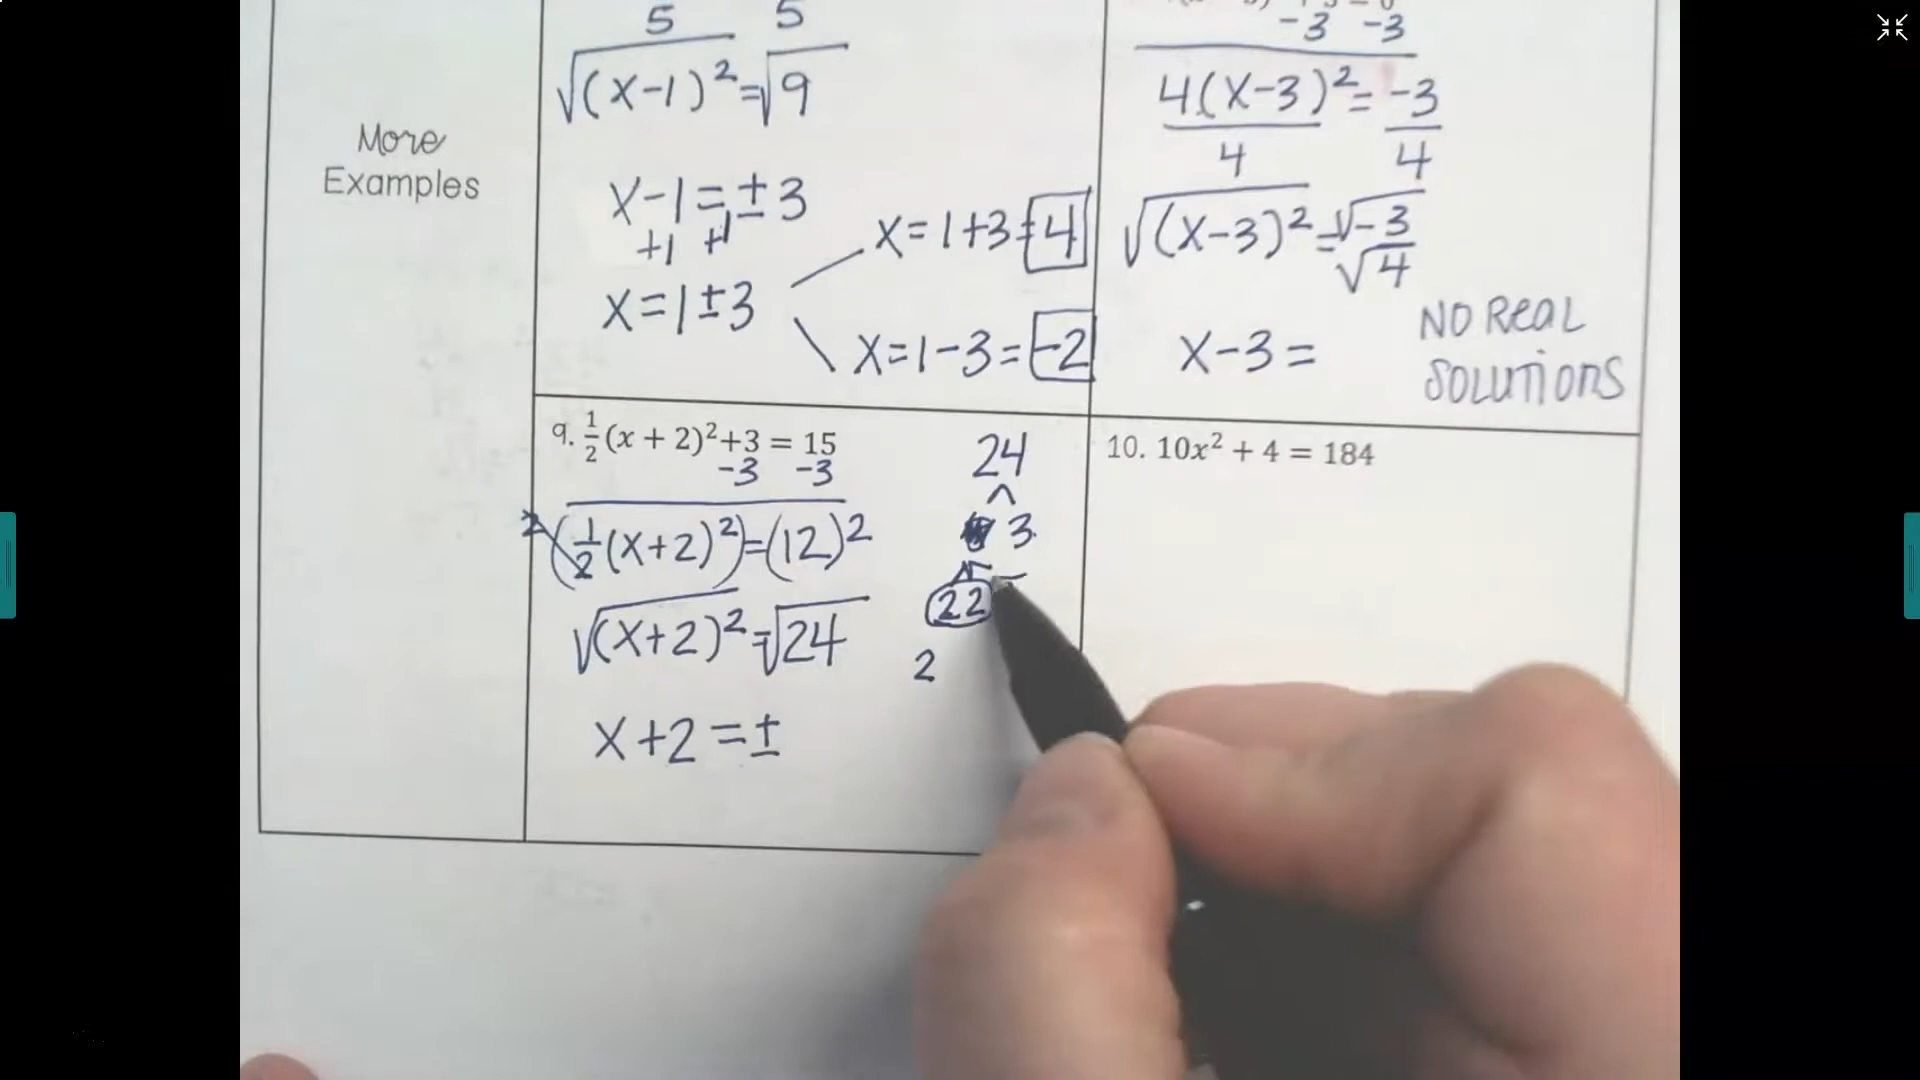 More
Examples
5 5
√(x-1)² = √9
x-1 = ±3
+1 +1
x = 1 ± 3
x = 1+3 = 4
x = 1-3 = -2
-3 -3
4(x-3)² = -3
4 4
√(x-3)² = √-3
√4
x-3 =
NO Real
SOLUTIONS
9. 1/2(x + 2)²+3 = 15
-3 -3
2(1/2(x+2)²) = (12)2
√(x+2)² = √24
x+2 = ±
24
3
22
2
10. 10x² + 4 = 184